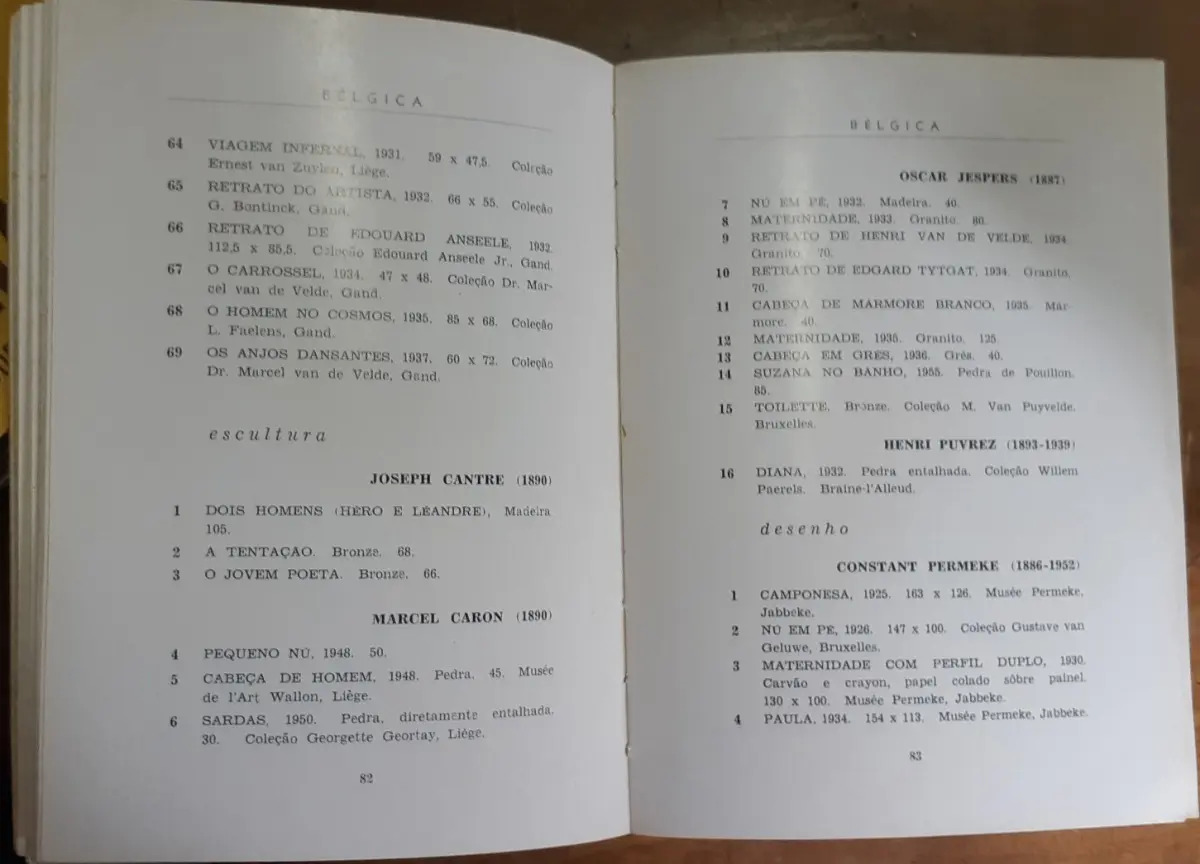 BÉLGICA
64 VIAGEM INFERNAL, 1931. 59 x 47,5. Coleção
Ernest van Zuylen, Liège.
65 RETRATO DO ARTISTA, 1932. 66 x 55. Coleção
G. Bontinck, Gand.
66 RETRATO DE EDOUARD ANSEELE, 1932.
112,5 x 85,5. Coleção Edouard Anseele Jr., Gand.
67 O CARROSSEL, 1934. 47 x 48. Coleção Dr. Mar-
cel van de Velde, Gand.
68 O HOMEM NO COSMOS, 1935. 85 x 68. Coleção
L. Faelens, Gand.
69 OS ANJOS DANSANTES, 1937. 60 x 72. Coleção
Dr. Marcel van de Velde, Gand.
escultura
JOSEPH CANTRE (1890)
1 DOIS HOMENS (HÉRO E LÉANDRE), Madeira
105.
2 A TENTAÇÃO. Bronze. 68.
3 O JOVEM POETA. Bronze. 66.
MARCEL CARON (1890)
4 PEQUENO NÚ, 1948. 50.
5 CABEÇA DE HOMEM, 1948. Pedra. 45. Musée
de l'Art Wallon, Liège.
6 SARDAS, 1950. Pedra, diretamente entalhada.
30. Coleção Georgette Geortay, Liège.
82
BÉLGICA
OSCAR JESPERS (1887)
7 NÚ EM PÉ, 1932. Madeira. 40.
8 MATERNIDADE, 1933. Granito. 80.
9 RETRATO DE HENRI VAN DE VELDE, 1934.
Granito. 70.
10 RETRATO DE EDGARD TYTGAT, 1934. Granito.
70.
11 CABEÇA DE MARMORE BRANCO, 1935. Mar-
more. 40.
12 MATERNIDADE, 1935. Granito. 125.
13 CABEÇA EM GRÉS, 1936. Grés. 40.
14 SUZANA NO BANHO, 1955. Pedra de Pouillon.
85.
15 TOILETTE. Bronze. Coleção M. Van Puyvelde.
Bruxelles.
HENRI PUVREZ (1893-1939)
16 DIANA, 1932. Pedra entalhada. Coleção Willem
Paerels. Braine-l'Alleud.
desenho
CONSTANT PERMEKE (1886-1952)
1 CAMPONESA, 1925. 163 x 126. Musée Permeke,
Jabbeke.
2 NÚ EM PÉ, 1926. 147 x 100. Coleção Gustave van
Geluwe, Bruxelles.
3 MATERNIDADE COM PERFIL DUPLO, 1930.
Carvão e crayon, papel colado sôbre painel.
130 x 100. Musée Permeke, Jabbeke.
4 PAULA, 1934. 154 x 113. Musée Permeke, Jabbeke.
83